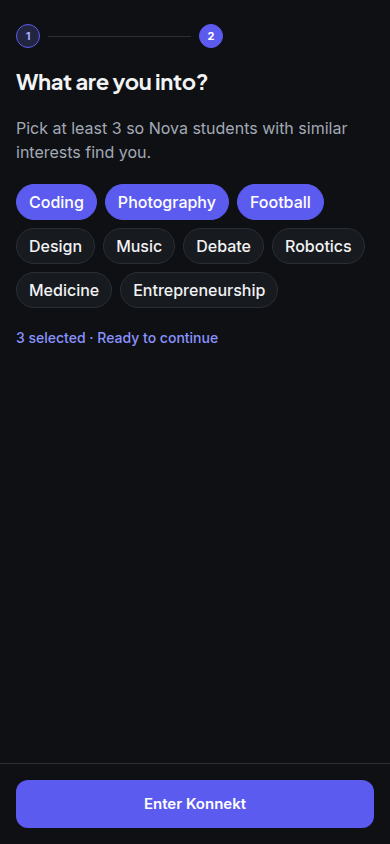 1 2
What are you into?
Pick at least 3 so Nova students with similar
interests find you.
Coding Photography Football
Design Music Debate Robotics
Medicine Entrepreneurship
3 selected · Ready to continue
Enter Konnekt